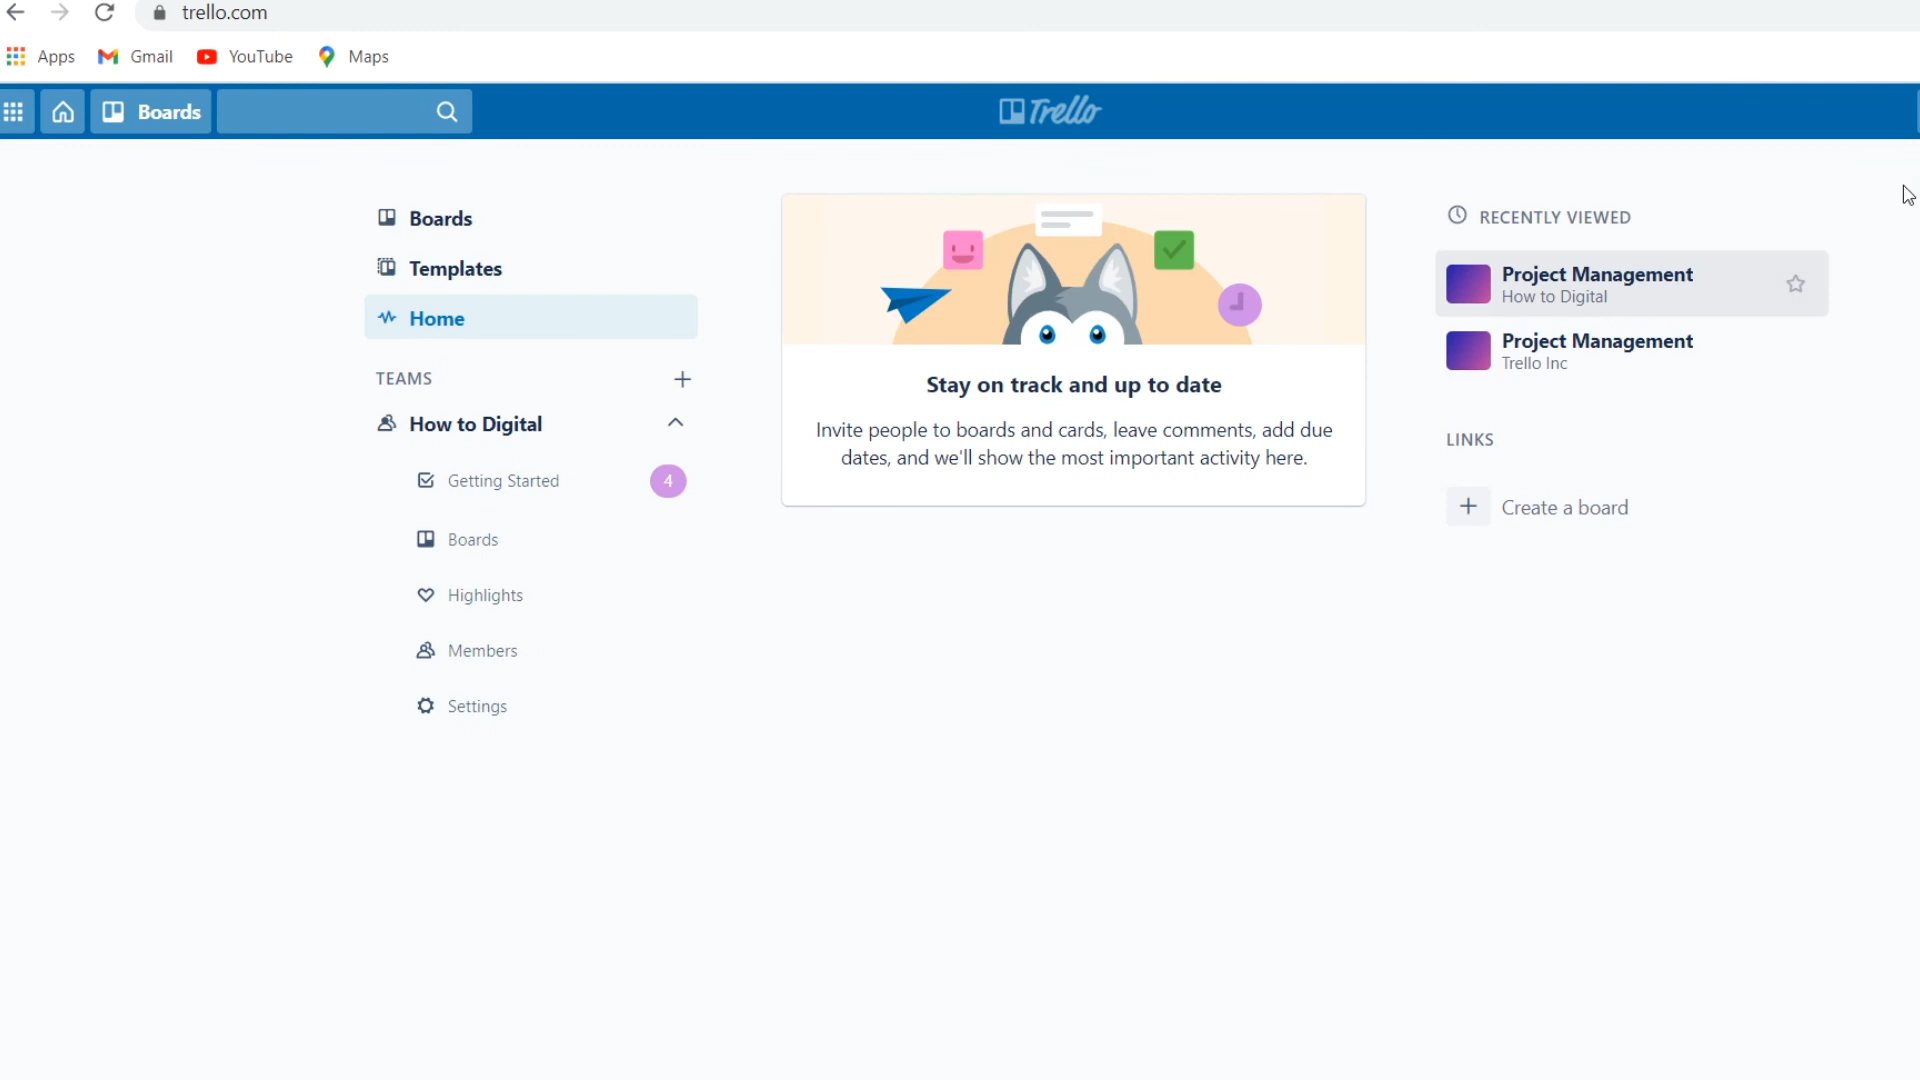 trello.com
Apps Gmail YouTube Maps
Boards Trello
Boards
Templates
Home
TEAMS
How to Digital
Getting Started 4
Boards
Highlights
Members
Settings
Stay on track and up to date
Invite people to boards and cards, leave comments, add due
dates, and we'll show the most important activity here.
RECENTLY VIEWED
Project Management
How to Digital
Project Management
Trello Inc
LINKS
Create a board